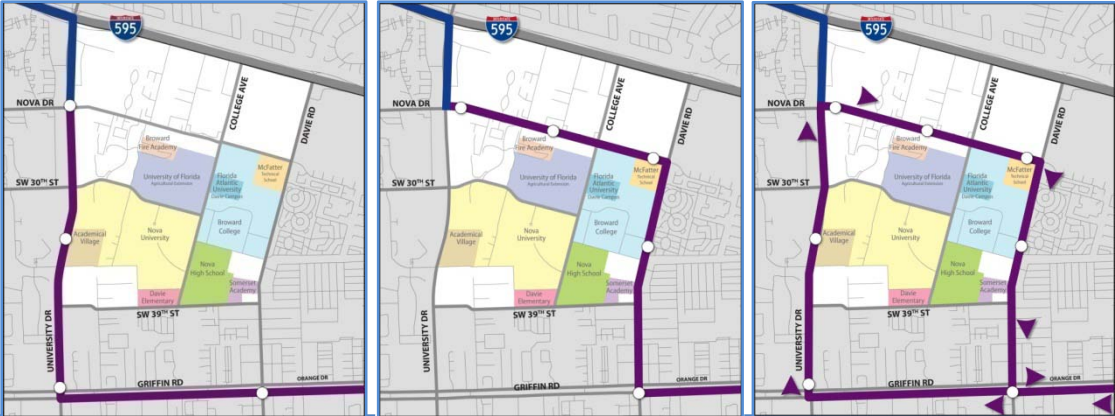 INTERSTATE
595
NOVA DR
COLLEGE AVE
DAVIE RD
Broward
Fire Academy
McFatter
Technical
School
University of Florida
Agricultural Extension
Florida
Atlantic
University
Davie Campus
SW 30TH ST
Broward
College
Academical
Village
Nova
University
Nova
High School
Somerset
Academy
Davie
Elementary
SW 39TH ST
UNIVERSITY DR
GRIFFIN RD
ORANGE DR
INTERSTATE
595
NOVA DR
COLLEGE AVE
DAVIE RD
Broward
Fire Academy
McFatter
Technical
School
University of Florida
Agricultural Extension
Florida
Atlantic
University
Davie Campus
SW 30TH ST
Broward
College
Academical
Village
Nova
University
Nova
High School
Somerset
Academy
Davie
Elementary
SW 39TH ST
UNIVERSITY DR
GRIFFIN RD
ORANGE DR
INTERSTATE
595
NOVA DR
COLLEGE AVE
DAVIE RD
Broward
Fire Academy
McFatter
Technical
School
University of Florida
Agricultural Extension
Florida
Atlantic
University
Davie Campus
SW 30TH ST
Broward
College
Academical
Village
Nova
University
Nova
High School
Somerset
Academy
Davie
Elementary
SW 39TH ST
UNIVERSITY DR
GRIFFIN RD
ORANGE DR